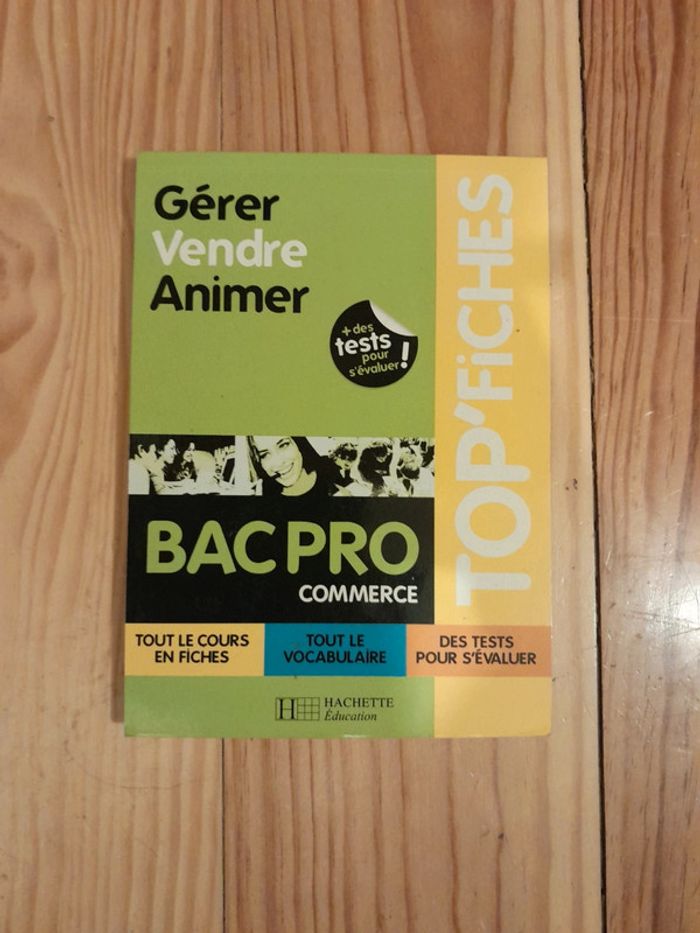 Gérer
Vendre
Animer
+ des
tests
pour
s'évaluer !
TOP'FiCHES
BAC PRO
COMMERCE
TOUT LE COURS
EN FiCHES
TOUT LE
VOCABULAiRE
DES TESTS
POUR S'ÉVALUER
H HACHETTE
Éducation